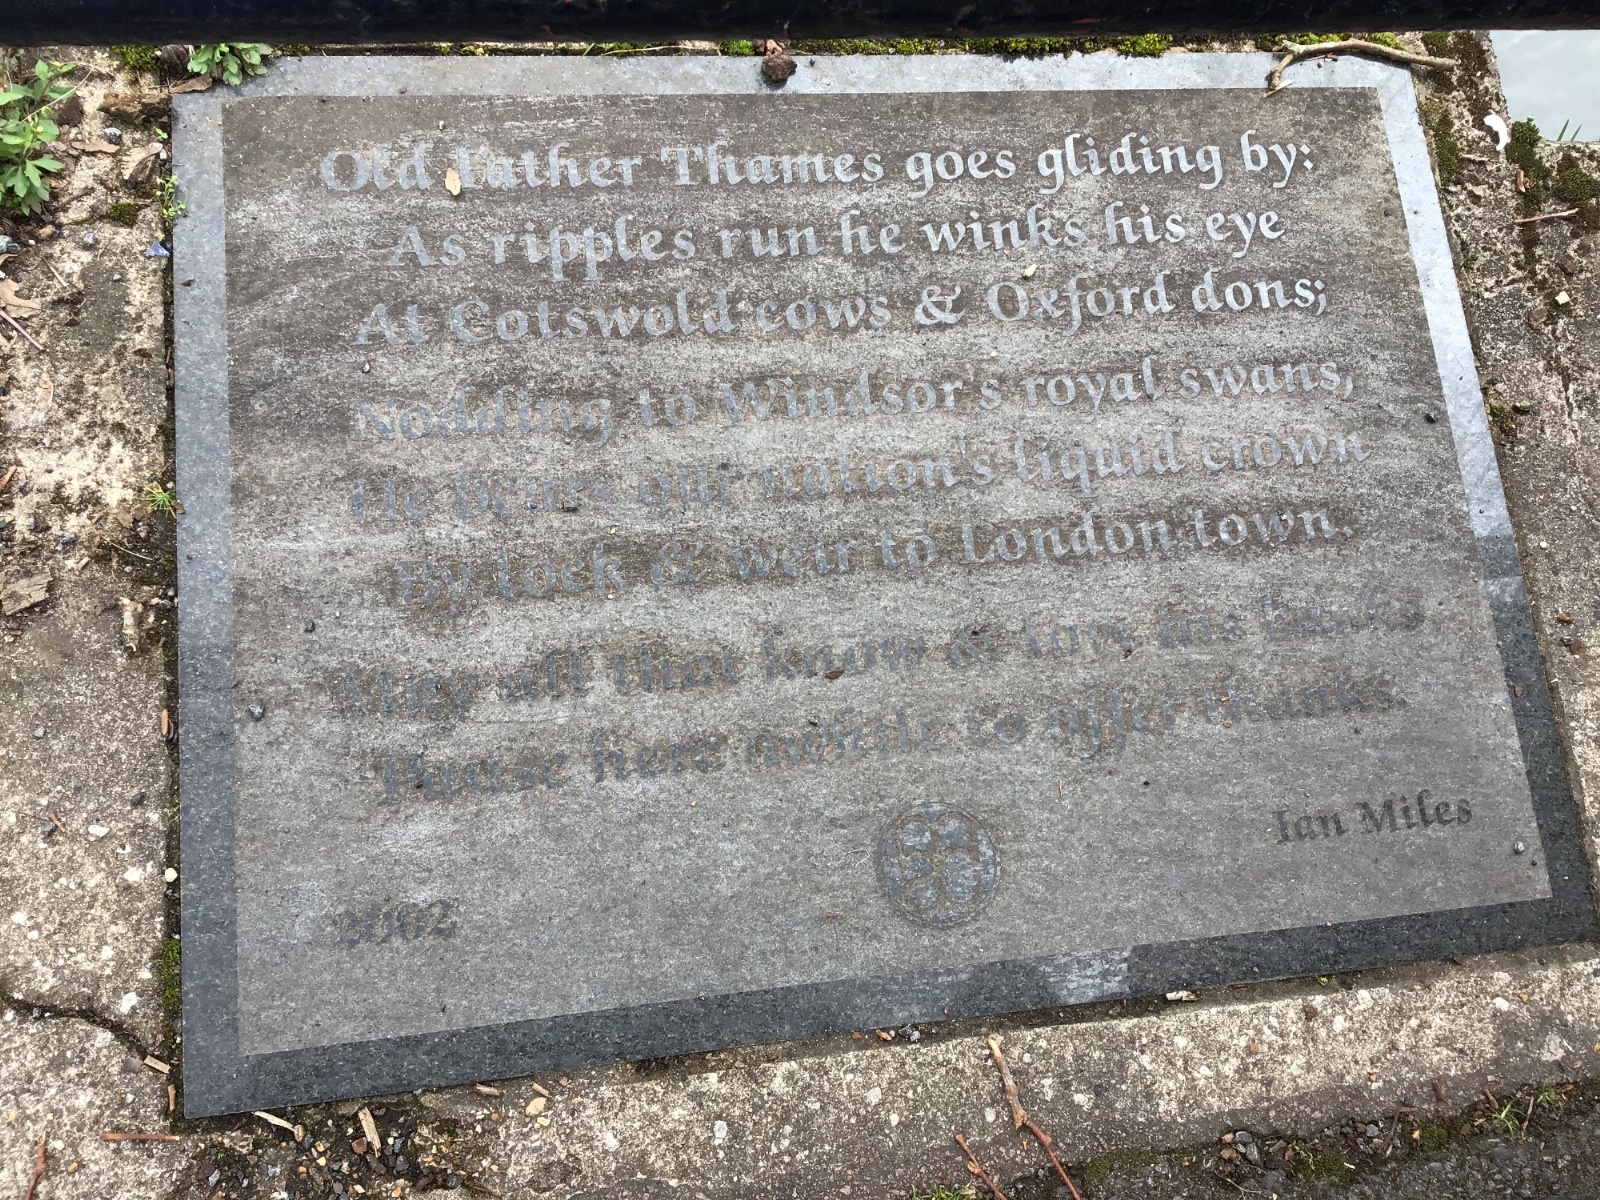 Old Father Thames goes gliding by:
As ripples run he winks his eye
At Cotswold cows & Oxford dons;
Nodding to Windsor's royal swans,
He bears our nation's liquid crown
By lock & weir to London town.
May all that know & love his banks
Pause here awhile to offer thanks.
Ian Miles
2002